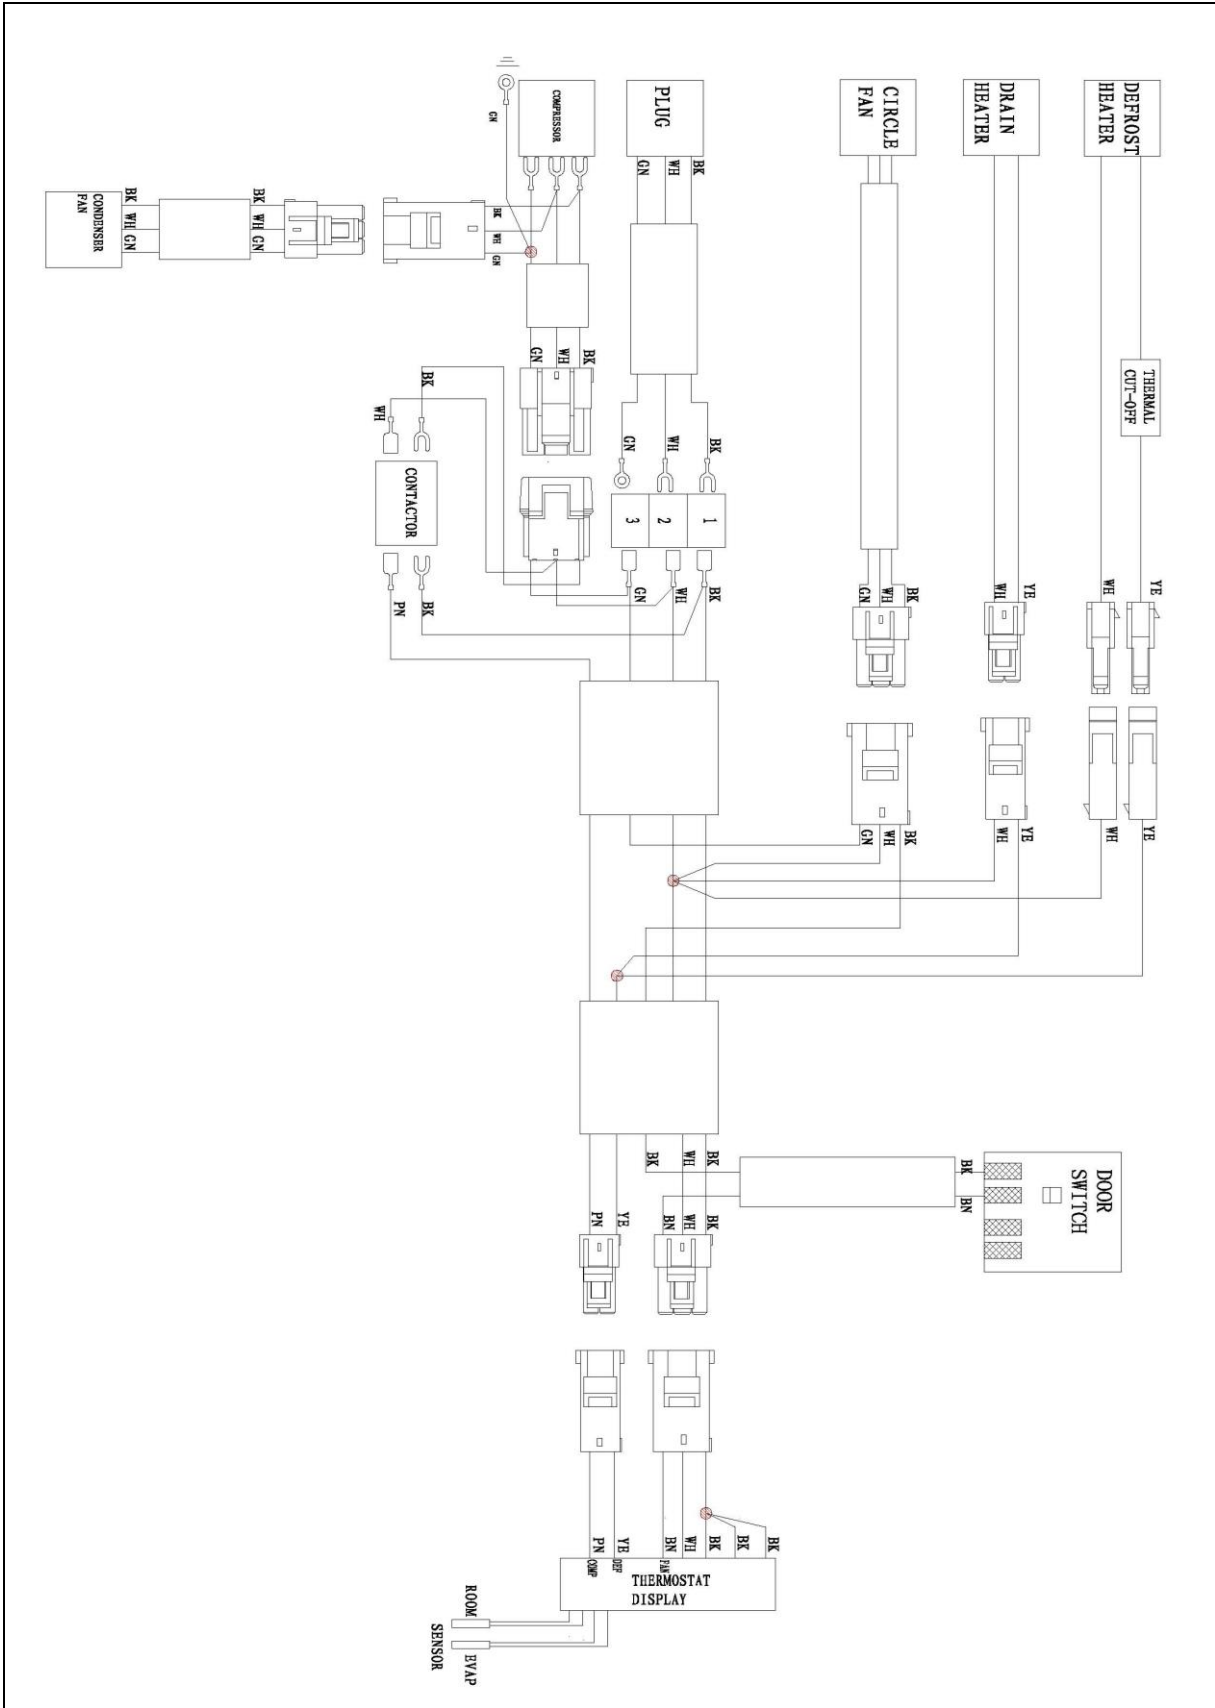 GN
COMPRESSOR
PLUG
CIRCLE
FAN
DRAIN
HEATER
DEFROST
HEATER
GN
WH
BK
CONDENSER
FAN
BK
WH
GN
BK
WH
GN
BK
WH
GN
GN
WH
BK
THERMAL
CUT-OFF
WH
BK
GN
WH
BK
CONTACTOR
3
2
1
PN
BK
GN
WH
BK
GN
WH
BK
WH
YE
WH
YE
GN
WH
BK
WH
YE
WH
YE
BK
WH
BK
BK
BN
DOOR
SWITCH
PN
YE
BN
WH
BK
PN
YE
BN
WH
BK
BK
BK
COMP
DEF
FAN
THERMOSTAT
DISPLAY
ROOM
SENSOR
EVAP